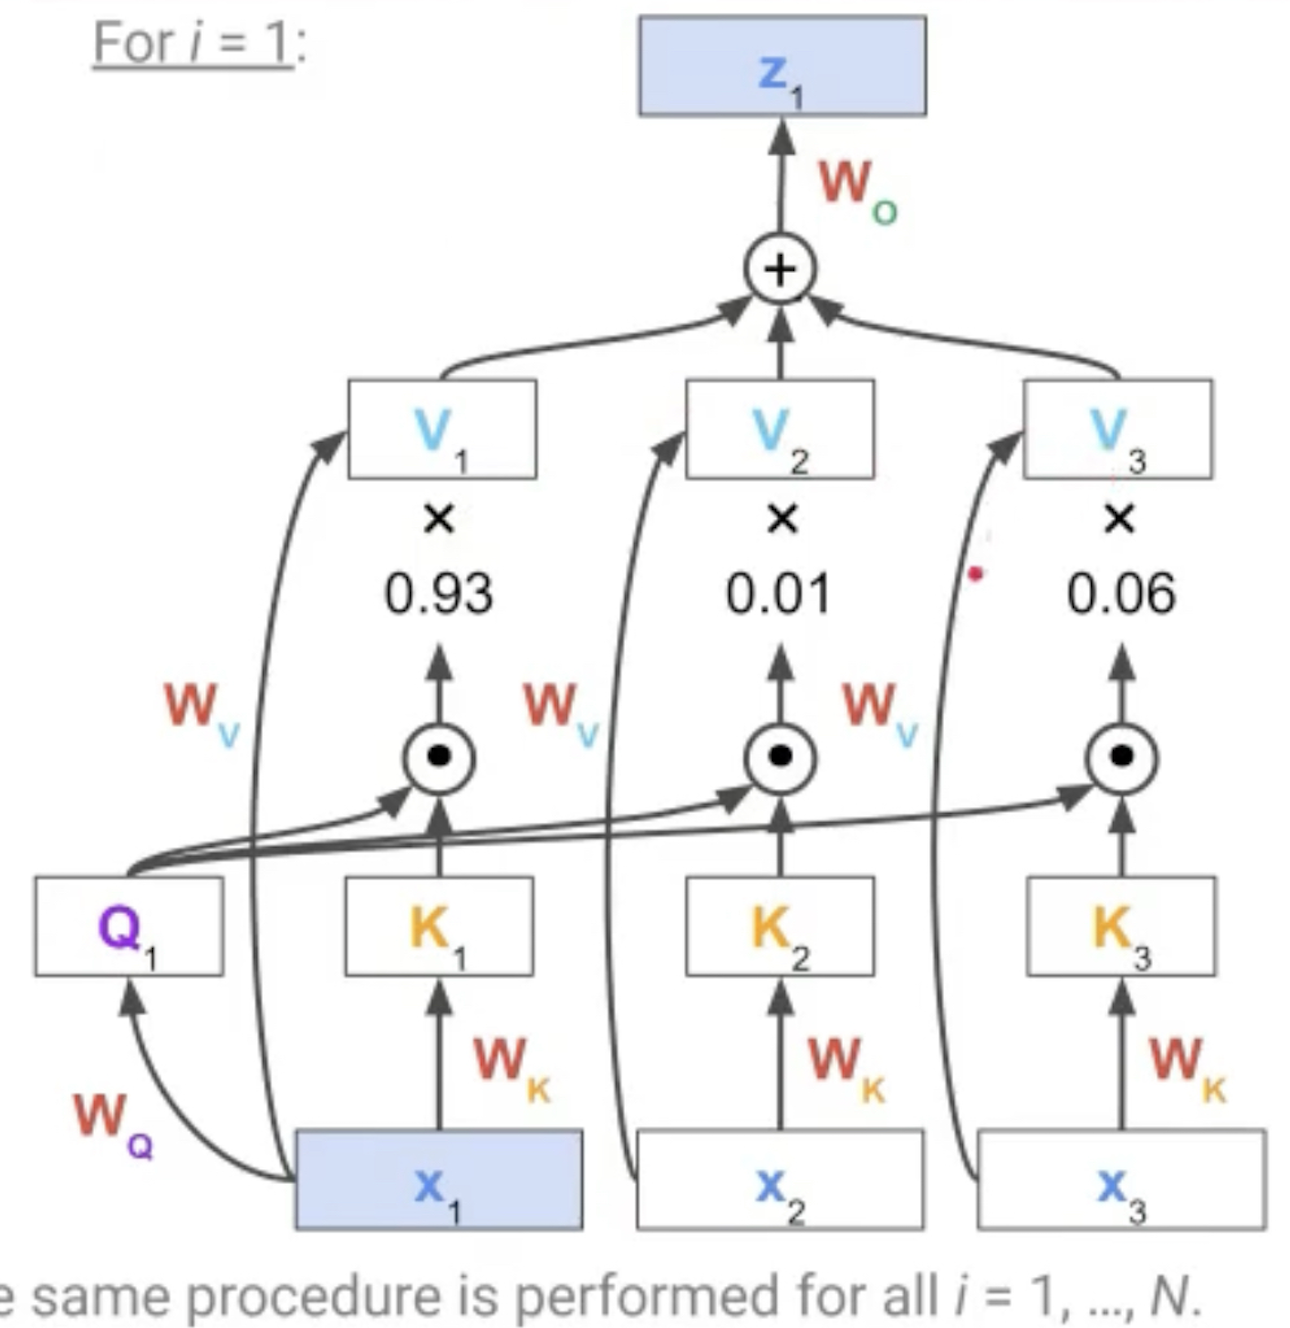 For i = 1:
z1
WO
+
V1 V2 V3
× × ×
0.93 0.01 0.06
WV WV WV
Q1 K1 K2 K3
WQ WK WK WK
x1 x2 x3
e same procedure is performed for all i = 1, ..., N.